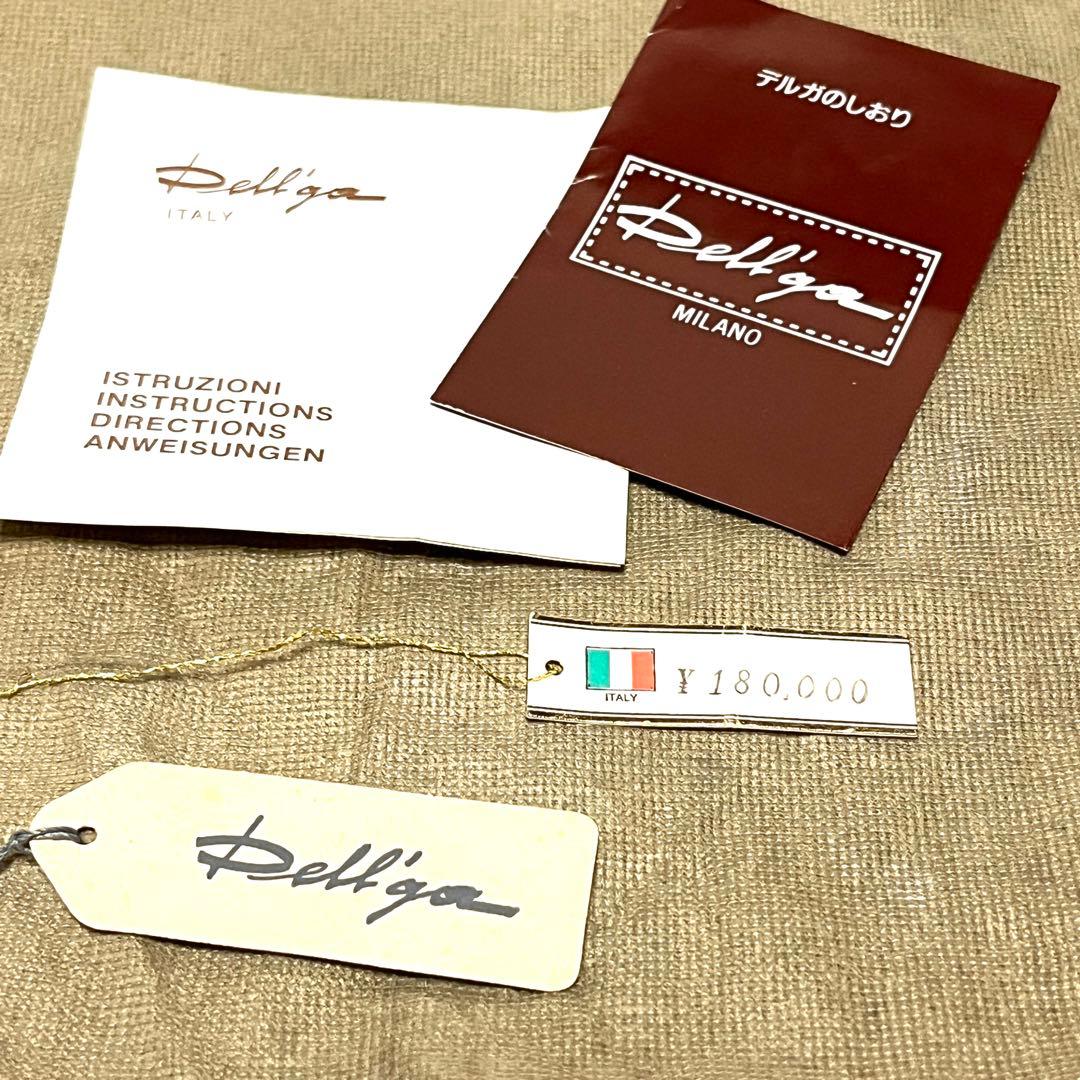 Dell'ga
ITALY
ISTRUZIONI
INSTRUCTIONS
DIRECTIONS
ANWEISUNGEN
デルガのしおり
Dell'ga
MILANO
ITALY
¥180,000
Dell'ga